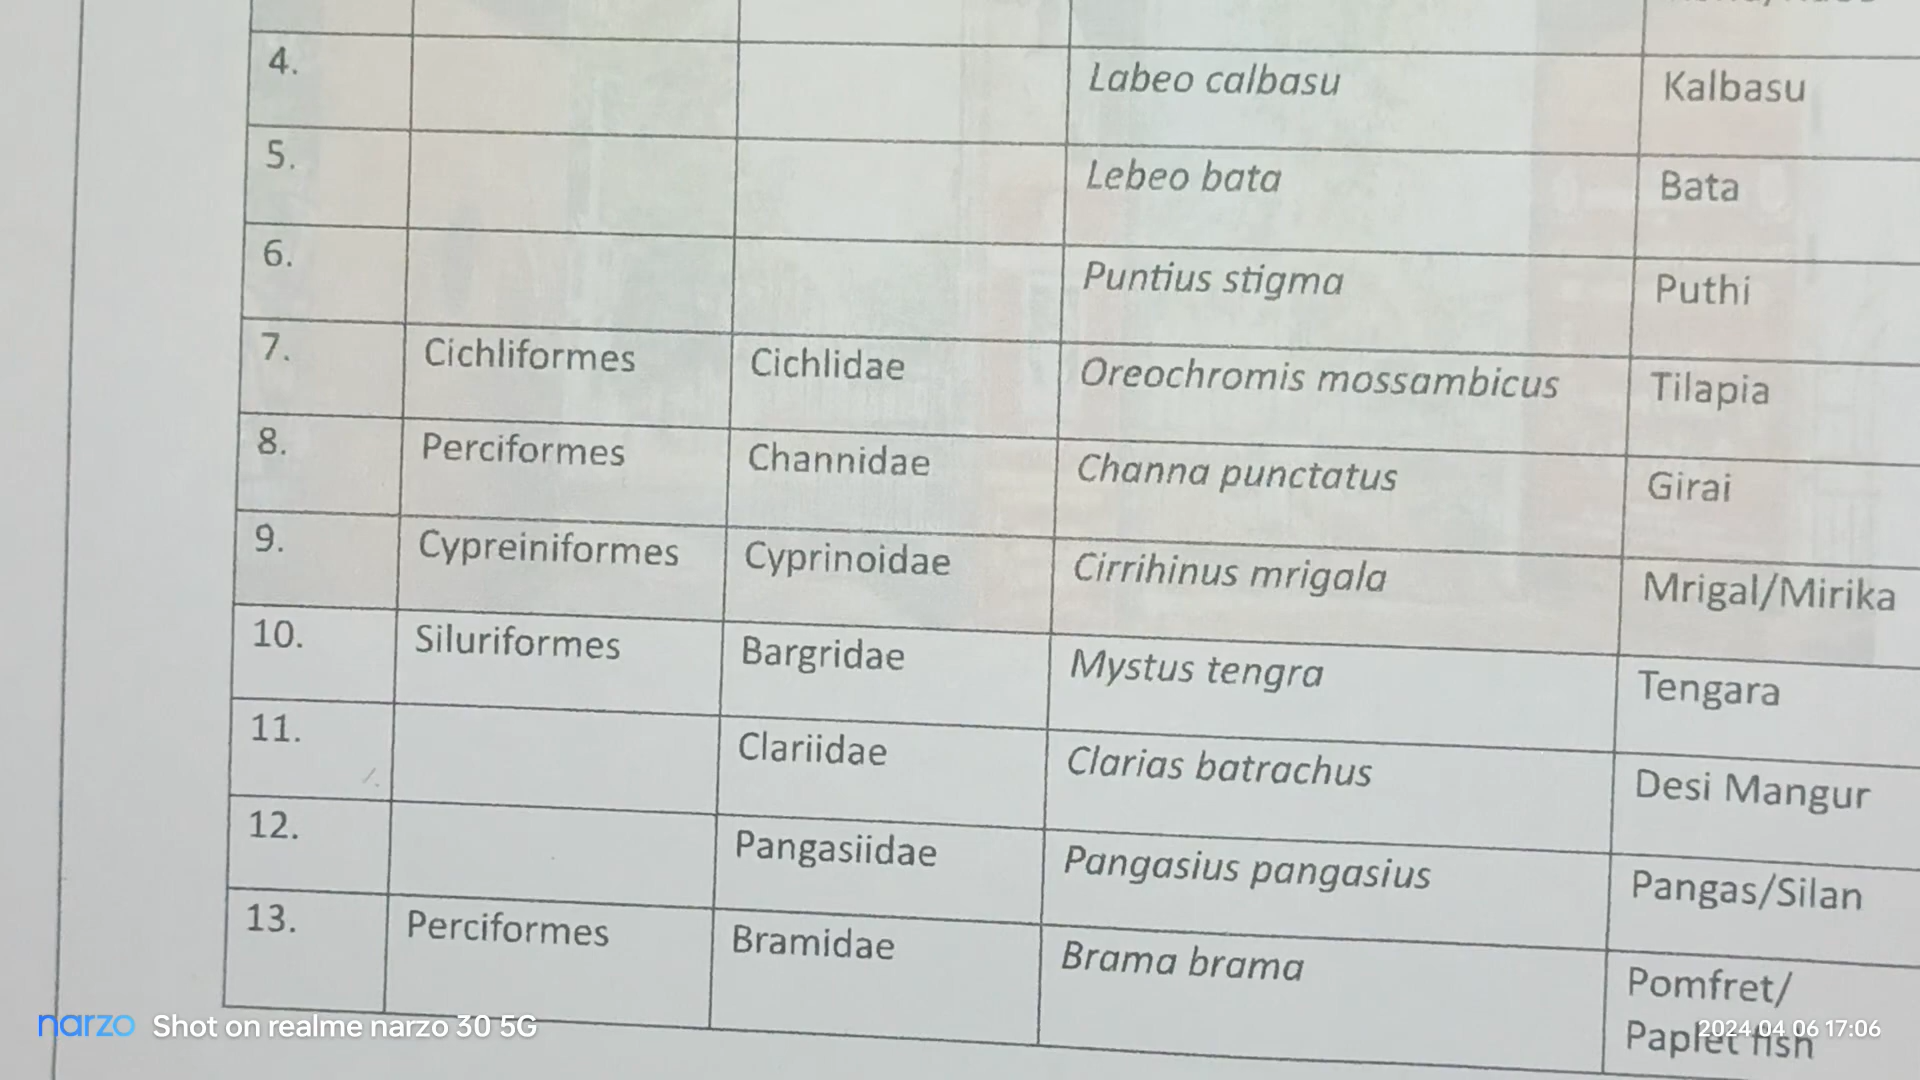 4. Labeo calbasu Kalbasu
5. Lebeo bata Bata
6. Puntius stigma Puthi
7. Cichliformes Cichlidae Oreochromis mossambicus Tilapia
8. Perciformes Channidae Channa punctatus Girai
9. Cypreiniformes Cyprinoidae Cirrihinus mrigala Mrigal/Mirika
10. Siluriformes Bargridae Mystus tengra Tengara
11. Clariidae Clarias batrachus Desi Mangur
12. Pangasiidae Pangasius pangasius Pangas/Silan
13. Perciformes Bramidae Brama brama Pomfret/
Paplet fish
narzo Shot on realme narzo 30 5G
2024 04 06 17:06